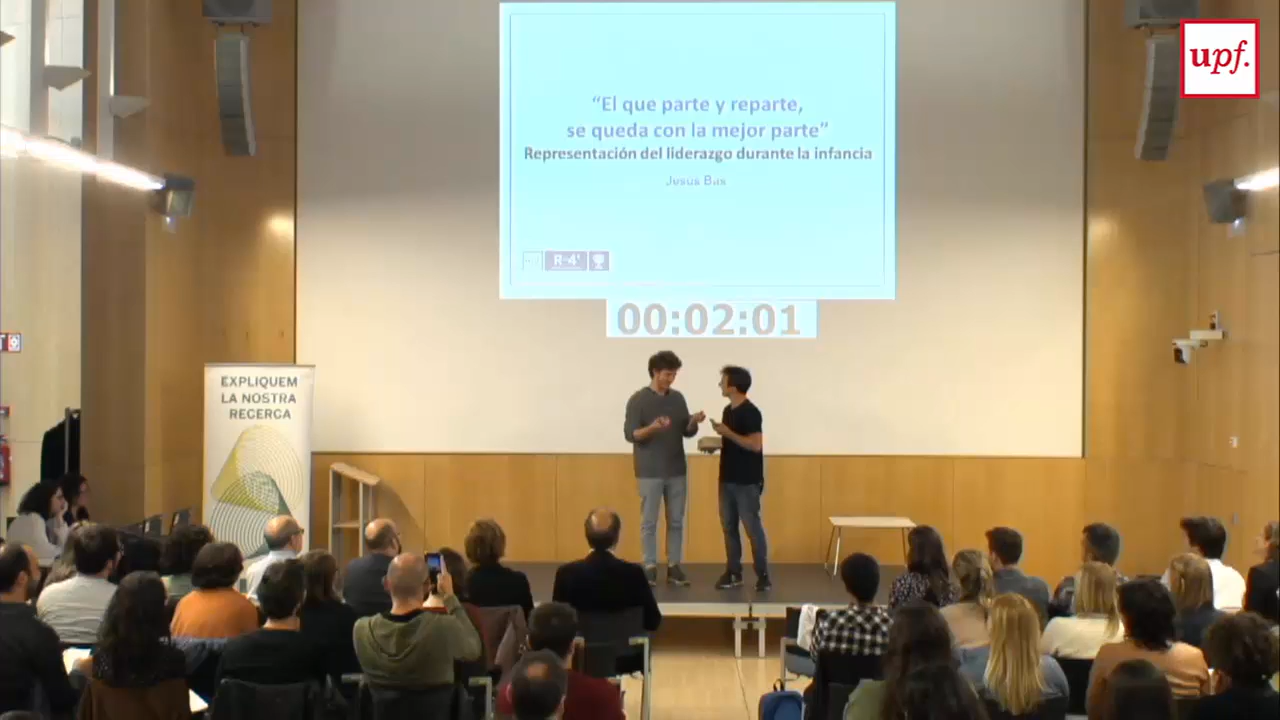 upf.
“El que parte y reparte,
se queda con la mejor parte”
Representación del liderazgo durante la infancia
Jesus Bas
R-4'
00:02:01
EXPLIQUEM
LA NOSTRA
RECERCA